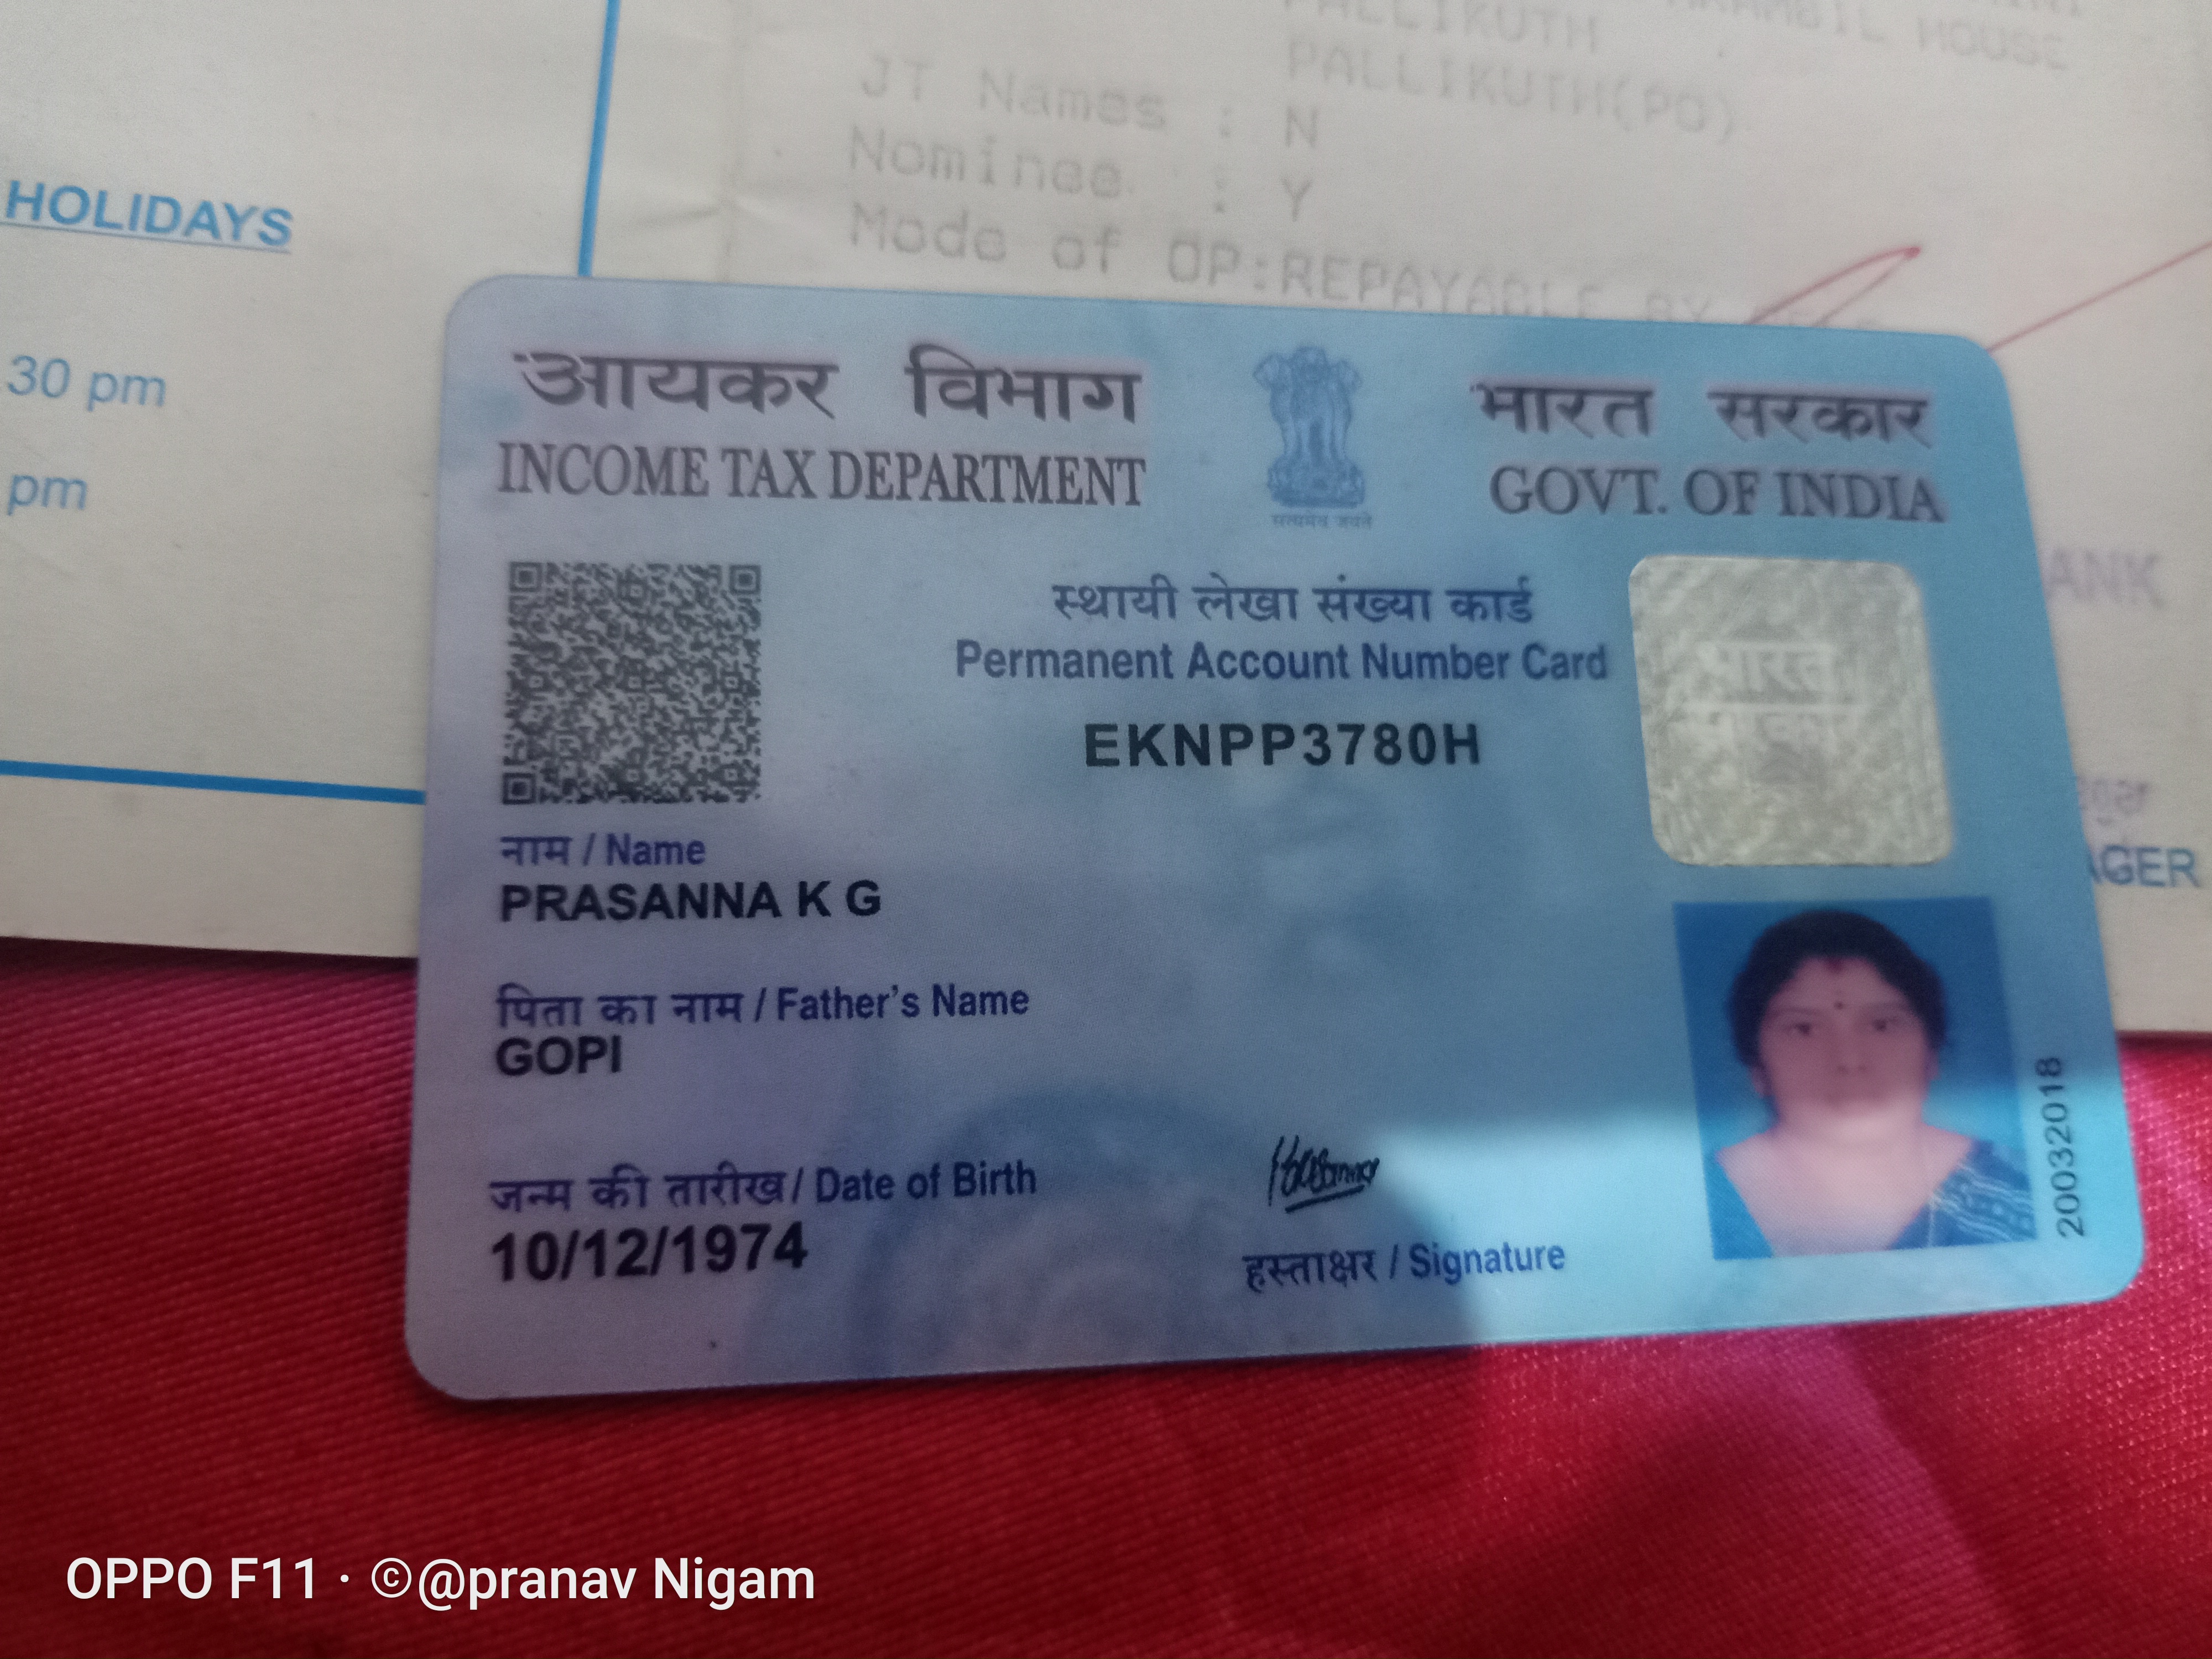 HOUSE
PALLIKUTH
PALLIKUTH(PO)
JT Names : N
Nominee : Y
Mode of OP:REPAYABLE BY
HOLIDAYS
30 pm
pm
आयकर विभाग
INCOME TAX DEPARTMENT
सत्यमेव जयते
भारत सरकार
GOVT. OF INDIA
स्थायी लेखा संख्या कार्ड
Permanent Account Number Card
EKNPP3780H
भारत
ANK
AGER
नाम / Name
PRASANNA K G
पिता का नाम / Father's Name
GOPI
जन्म की तारीख / Date of Birth
10/12/1974
हस्ताक्षर / Signature
20032018
OPPO F11 · ©@pranav Nigam